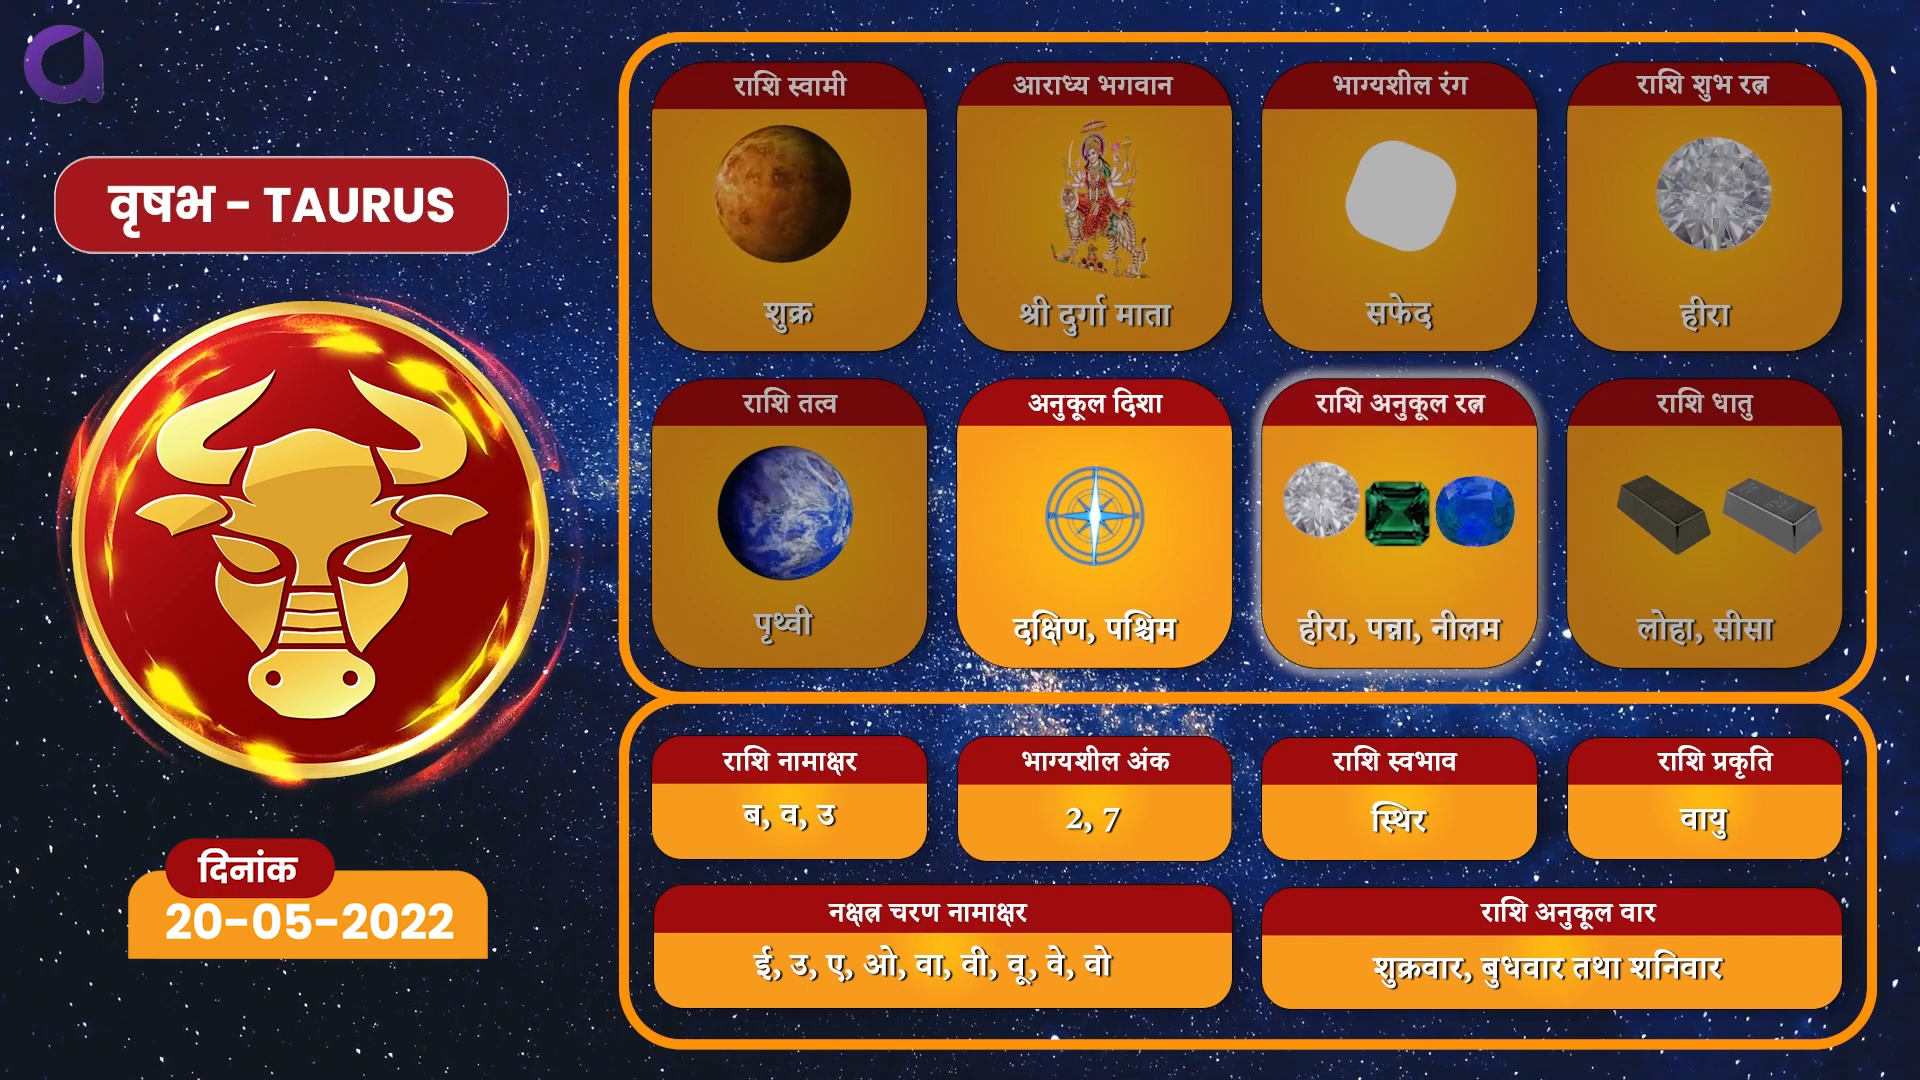 वृषभ - TAURUS
दिनांक
20-05-2022
राशि स्वामी
शुक्र
आराध्य भगवान
श्री दुर्गा माता
भाग्यशील रंग
सफेद
राशि शुभ रत्न
हीरा
राशि तत्व
पृथ्वी
अनुकूल दिशा
दक्षिण, पश्चिम
राशि अनुकूल रत्न
हीरा, पन्ना, नीलम
राशि धातु
लोहा, सीसा
राशि नामाक्षर
ब, व, उ
भाग्यशील अंक
2, 7
राशि स्वभाव
स्थिर
राशि प्रकृति
वायु
नक्षत्र चरण नामाक्षर
ई, उ, ए, ओ, वा, वी, वू, वे, वो
राशि अनुकूल वार
शुक्रवार, बुधवार तथा शनिवार